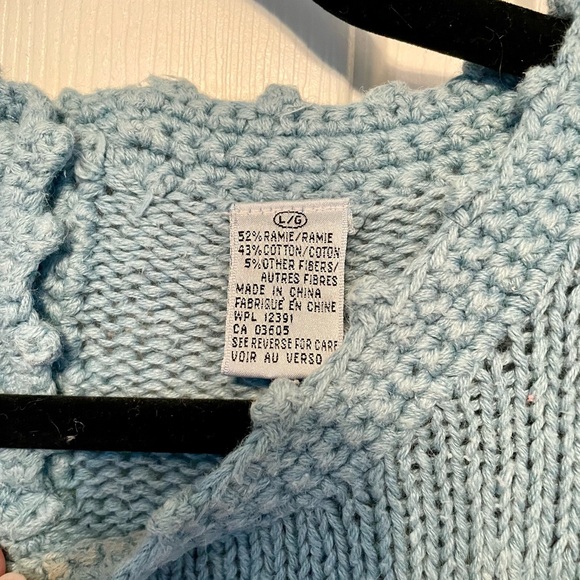 L/G
52% RAMIE/RAMIE
43% COTTON/COTON
5% OTHER FIBERS/
AUTRES FIBRES
MADE IN CHINA
FABRIQUE EN CHINE
WPL 12391
CA 03605
SEE REVERSE FOR CARE
VOIR AU VERSO